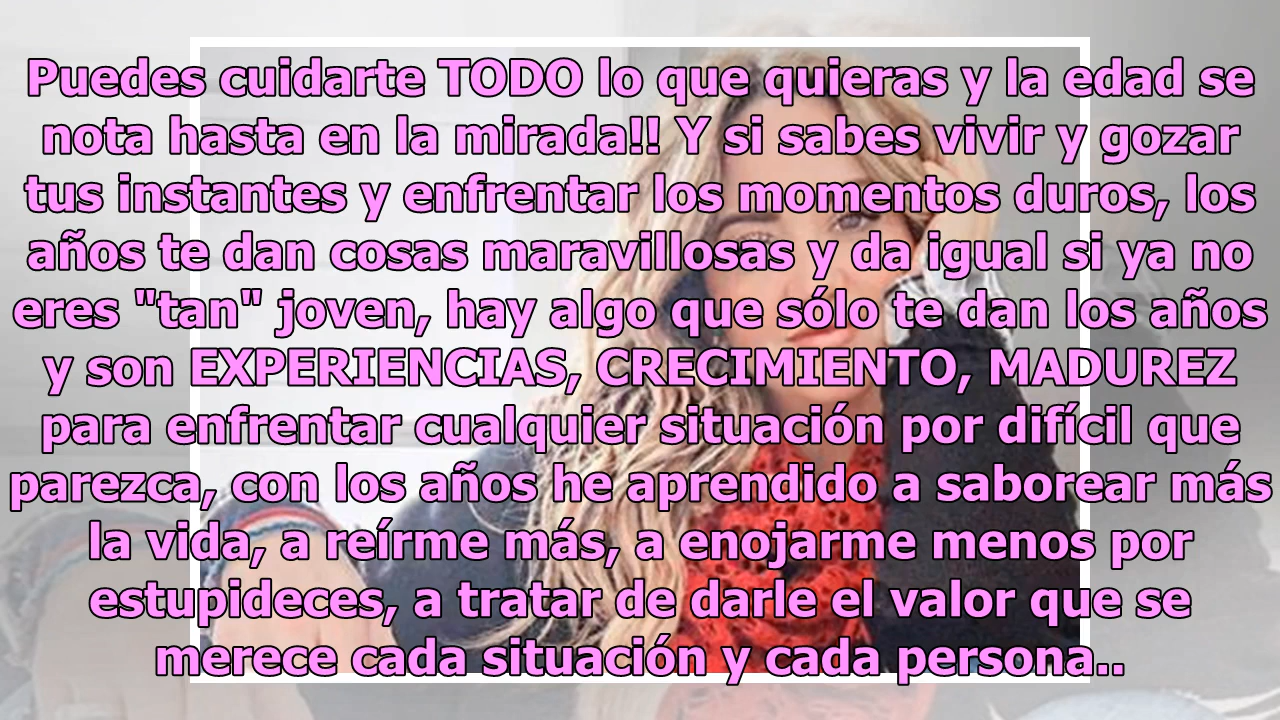 Puedes cuidarte TODO lo que quieras y la edad se
nota hasta en la mirada!! Y si sabes vivir y gozar
tus instantes y enfrentar los momentos duros, los
años te dan cosas maravillosas y da igual si ya no
eres "tan" joven, hay algo que sólo te dan los años
y son EXPERIENCIAS, CRECIMIENTO, MADUREZ
para enfrentar cualquier situación por difícil que
parezca, con los años he aprendido a saborear más
la vida, a reírme más, a enojarme menos por
estupideces, a tratar de darle el valor que se
merece cada situación y cada persona..